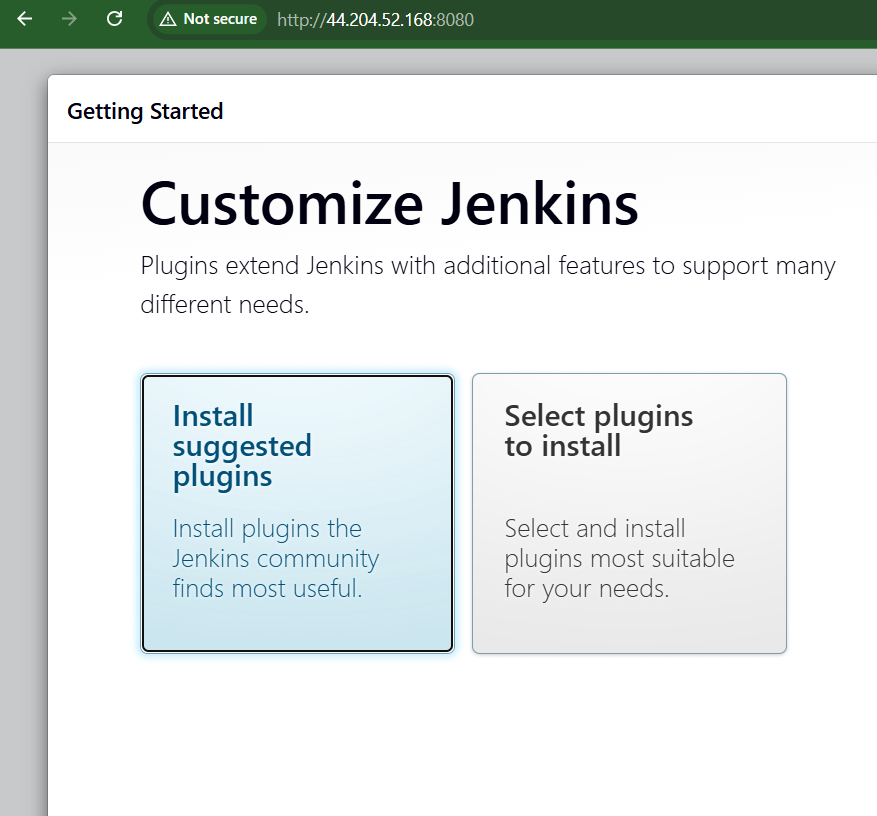 Not secure http://44.204.52.168:8080
Getting Started
Customize Jenkins
Plugins extend Jenkins with additional features to support many
different needs.
Install
suggested
plugins
Install plugins the
Jenkins community
finds most useful.
Select plugins
to install
Select and install
plugins most suitable
for your needs.